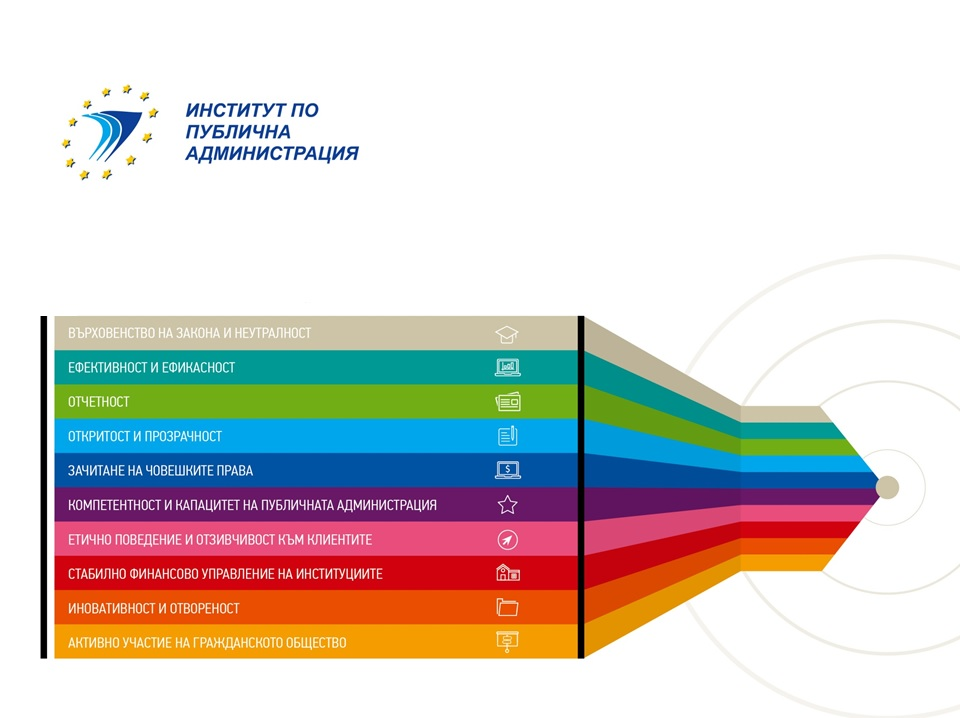 ИНСТИТУТ ПО
ПУБЛИЧНА
АДМИНИСТРАЦИЯ
ВЪРХОВЕНСТВО НА ЗАКОНА И НЕУТРАЛНОСТ
ЕФЕКТИВНОСТ И ЕФИКАСНОСТ
ОТЧЕТНОСТ
ОТКРИТОСТ И ПРОЗРАЧНОСТ
ЗАЧИТАНЕ НА ЧОВЕШКИТЕ ПРАВА
КОМПЕТЕНТНОСТ И КАПАЦИТЕТ НА ПУБЛИЧНАТА АДМИНИСТРАЦИЯ
ЕТИЧНО ПОВЕДЕНИЕ И ОТЗИВЧИВОСТ КЪМ КЛИЕНТИТЕ
СТАБИЛНО ФИНАНСОВО УПРАВЛЕНИЕ НА ИНСТИТУЦИИТЕ
ИНОВАТИВНОСТ И ОТВОРЕНОСТ
АКТИВНО УЧАСТИЕ НА ГРАЖДАНСКОТО ОБЩЕСТВО